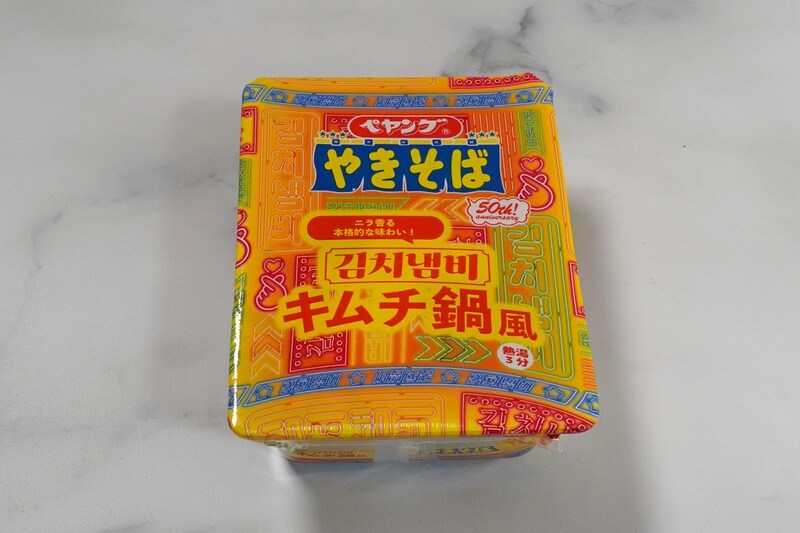 ペヤング®
やきそば
50th!
anniversary
ニラ香る
本格的な味わい!
김치냄비
キムチ鍋風
熱湯
3分